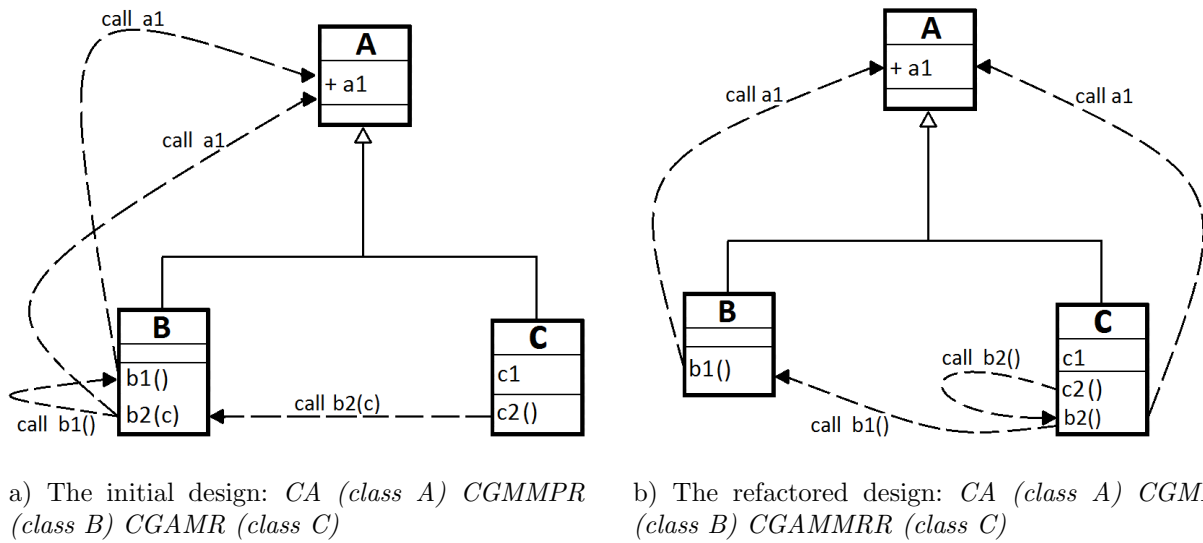 call a1
A
+ a1
call a1
B
b1()
b2(c)
call b1()
call b2(c)
C
c1
c2()
a) The initial design: CA (class A) CGMMPR
(class B) CGAMR (class C)
A
+ a1
call a1
call a1
B
b1()
C
c1
c2()
b2()
call b2()
call b1()
b) The refactored design: CA (class A) CGM
(class B) CGAMMRR (class C)